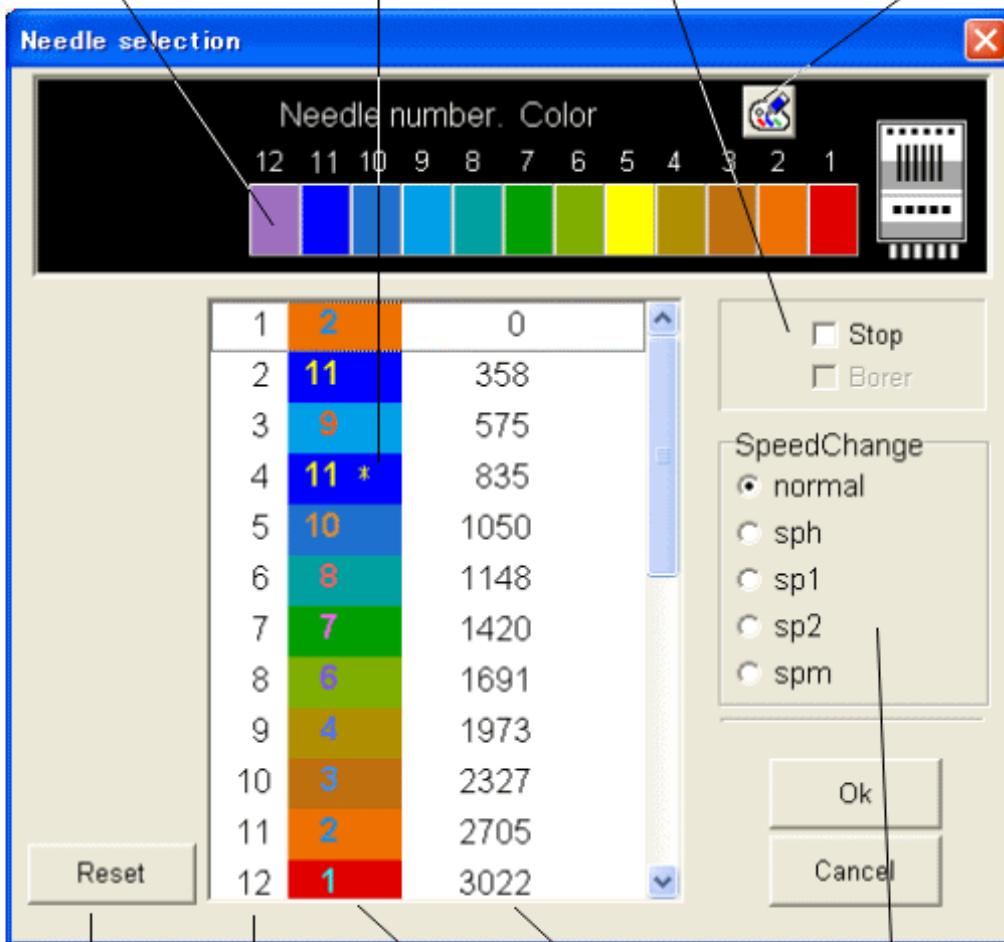 Needle selection
Needle number. Color
12 11 10 9 8 7 6 5 4 3 2 1
1 2 0
2 11 358
3 9 575
4 11 * 835
5 10 1050
6 8 1148
7 7 1420
8 6 1691
9 4 1973
10 3 2327
11 2 2705
12 1 3022
Stop
Borer
SpeedChange
normal
sph
sp1
sp2
spm
Ok
Cancel
Reset